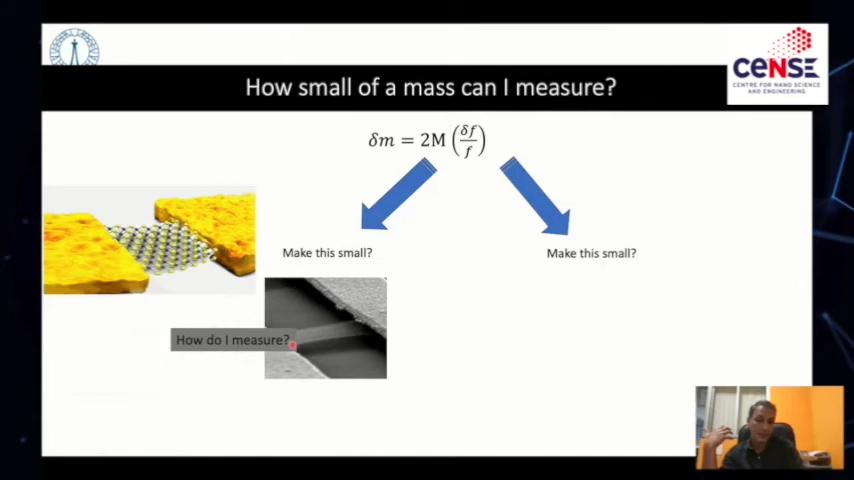 CENSE
CENTRE FOR NANO SCIENCE
AND ENGINEERING
How small of a mass can I measure?
δm = 2M (δf/f)
Make this small?
Make this small?
How do I measure?